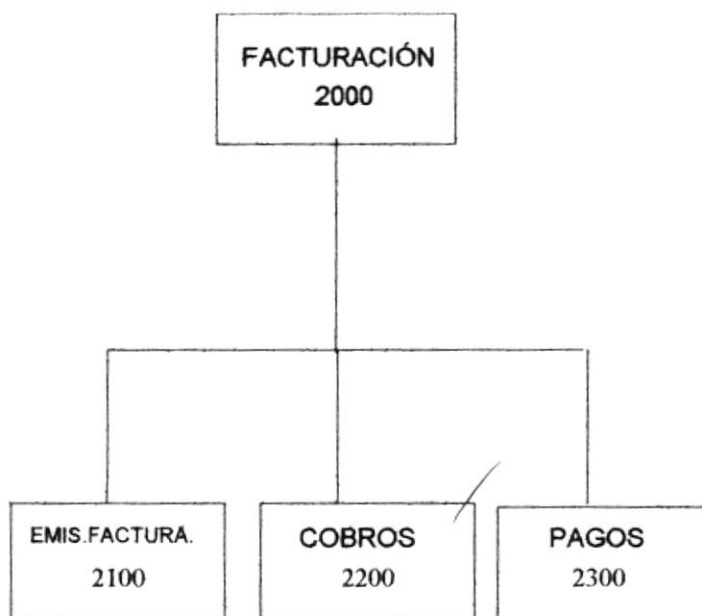 FACTURACIÓN
2000
EMIS.FACTURA.
2100
COBROS
2200
PAGOS
2300